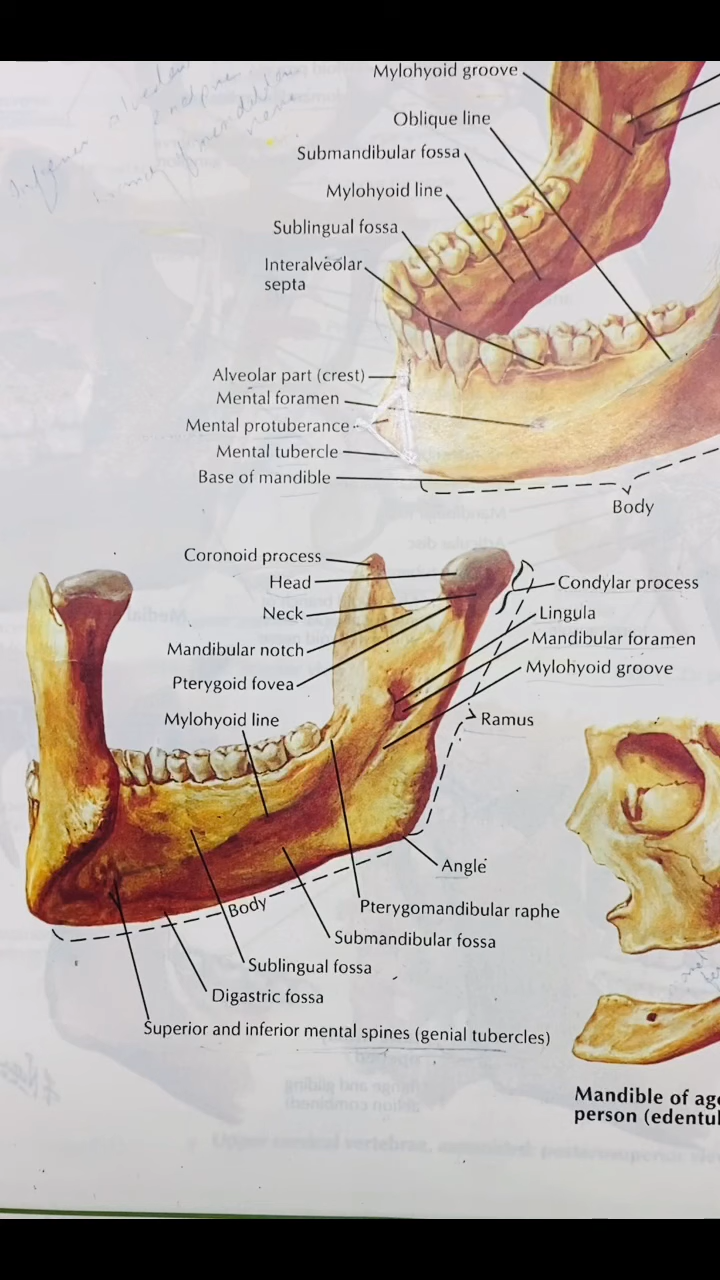 Mylohyoid groove
Oblique line
Submandibular fossa
Mylohyoid line
Sublingual fossa
Interalveolar
septa
Alveolar part (crest)
Mental foramen
Mental protuberance
Mental tubercle
Base of mandible
Body
Coronoid process
Head
Condylar process
Neck
Lingula
Mandibular foramen
Mandibular notch
Mylohyoid groove
Pterygoid fovea
Mylohyoid line
Ramus
Angle
Body
Pterygomandibular raphe
Submandibular fossa
Sublingual fossa
Digastric fossa
Superior and inferior mental spines (genial tubercles)
Mandible of age
person (edentul